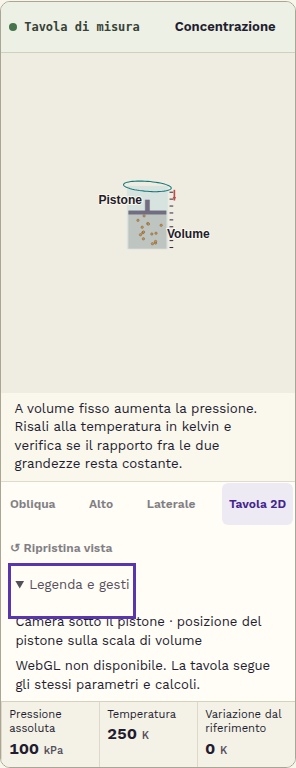 Tavola di misura
Concentrazione
Pistone
Volume
A volume fisso aumenta la pressione.
Risali alla temperatura in kelvin e
verifica se il rapporto fra le due
grandezze resta costante.
Obliqua
Alto
Laterale
Tavola 2D
↺ Ripristina vista
▼ Legenda e gesti
Camera sotto il pistone · posizione del
pistone sulla scala di volume
WebGL non disponibile. La tavola segue
gli stessi parametri e calcoli.
Pressione assoluta
100 kPa
Temperatura
250 K
Variazione dal riferimento
0 K